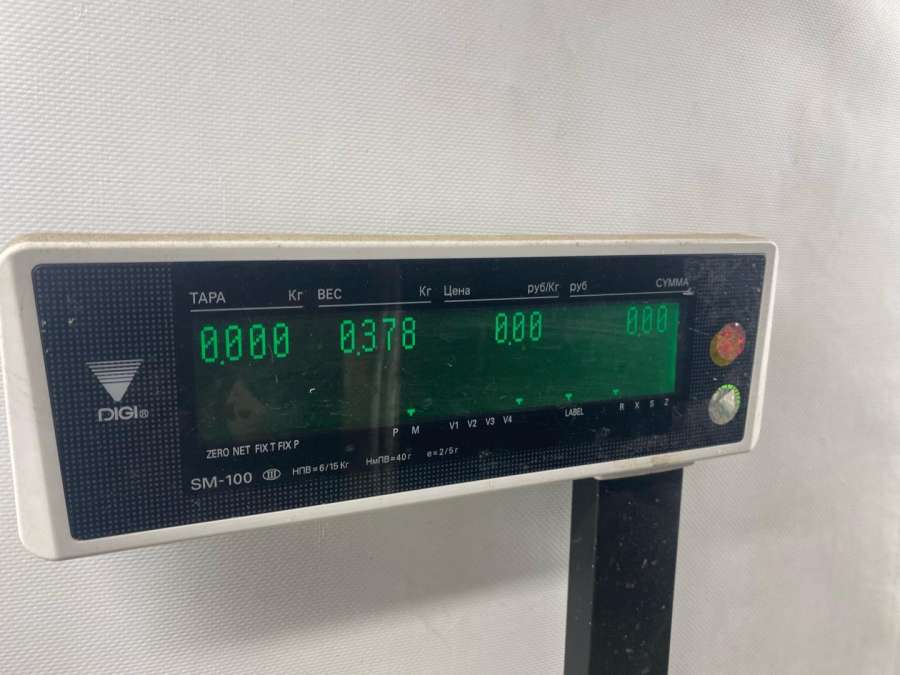 ТАРА Кг ВЕС Кг Цена руб/Кг руб СУММА
0.000 0.378 0.00 0.00
DIGI®
P M V1 V2 V3 V4 LABEL R X S Z
ZERO NET FIX T FIX P
SM-100 III НПВ=6/15 Кг НмПВ=40 г e=2/5 г